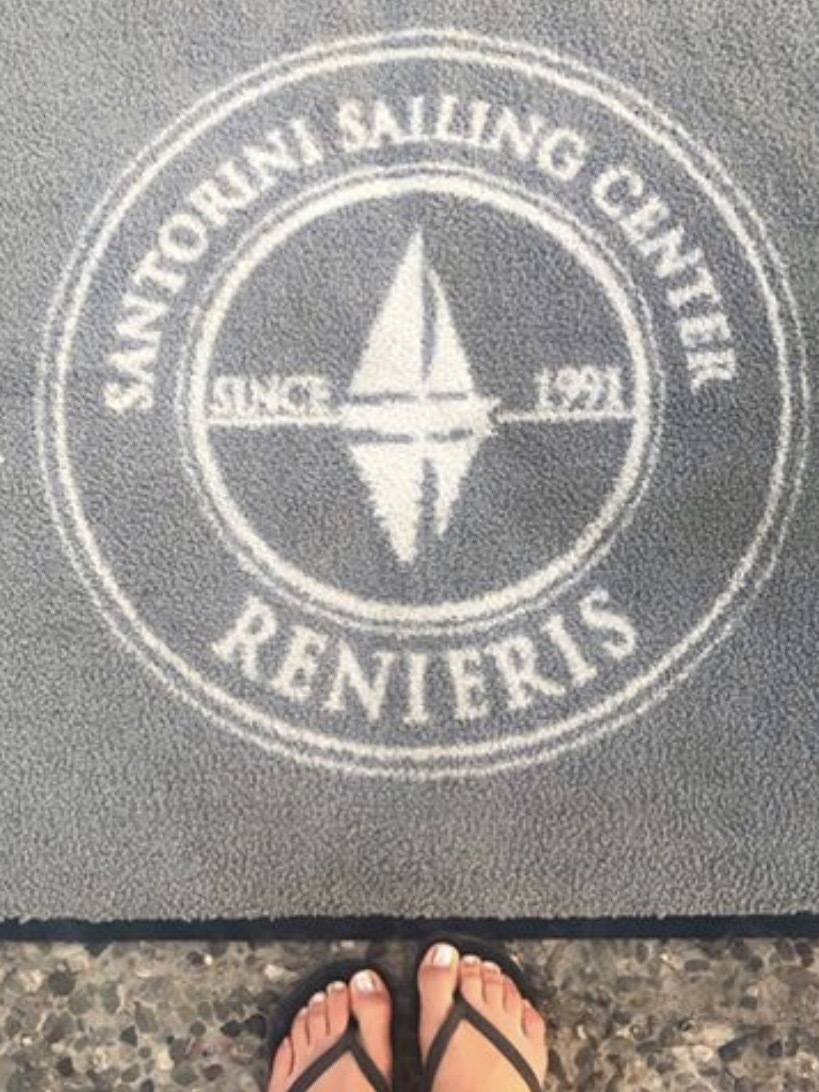 SANTORINI SAILING CENTER
SINCE 1991
RENIERIS